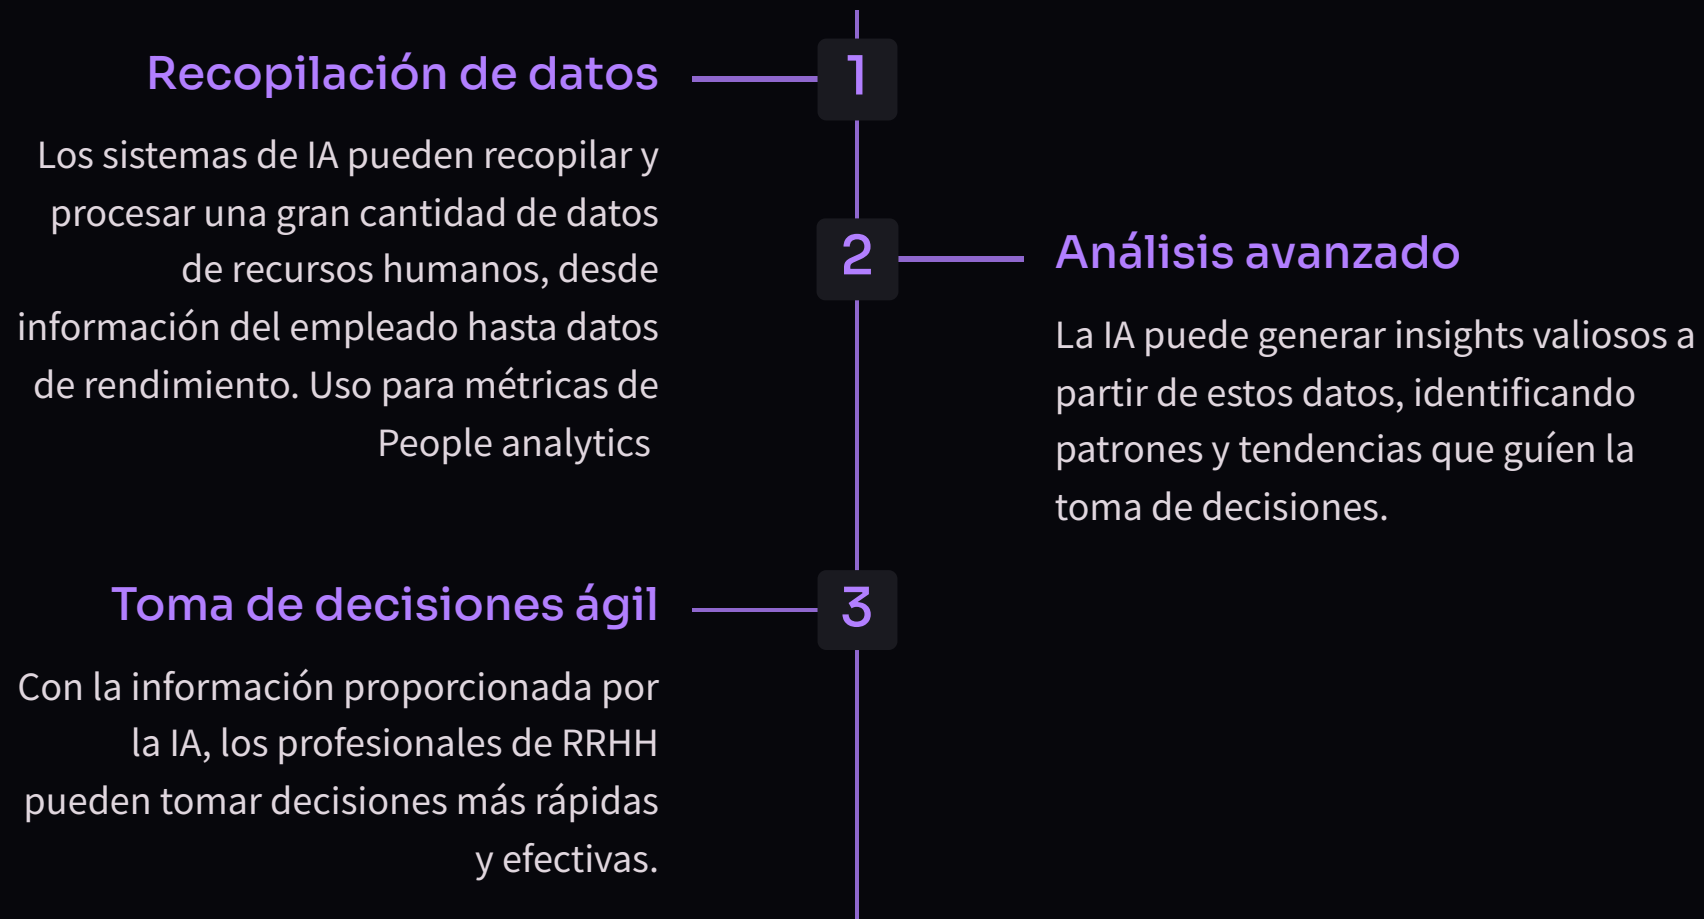 Recopilación de datos
1
Los sistemas de IA pueden recopilar y
procesar una gran cantidad de datos
de recursos humanos, desde
información del empleado hasta datos
de rendimiento. Uso para métricas de
People analytics
2
Análisis avanzado
La IA puede generar insights valiosos a
partir de estos datos, identificando
patrones y tendencias que guíen la
toma de decisiones.
Toma de decisiones ágil
3
Con la información proporcionada por
la IA, los profesionales de RRHH
pueden tomar decisiones más rápidas
y efectivas.